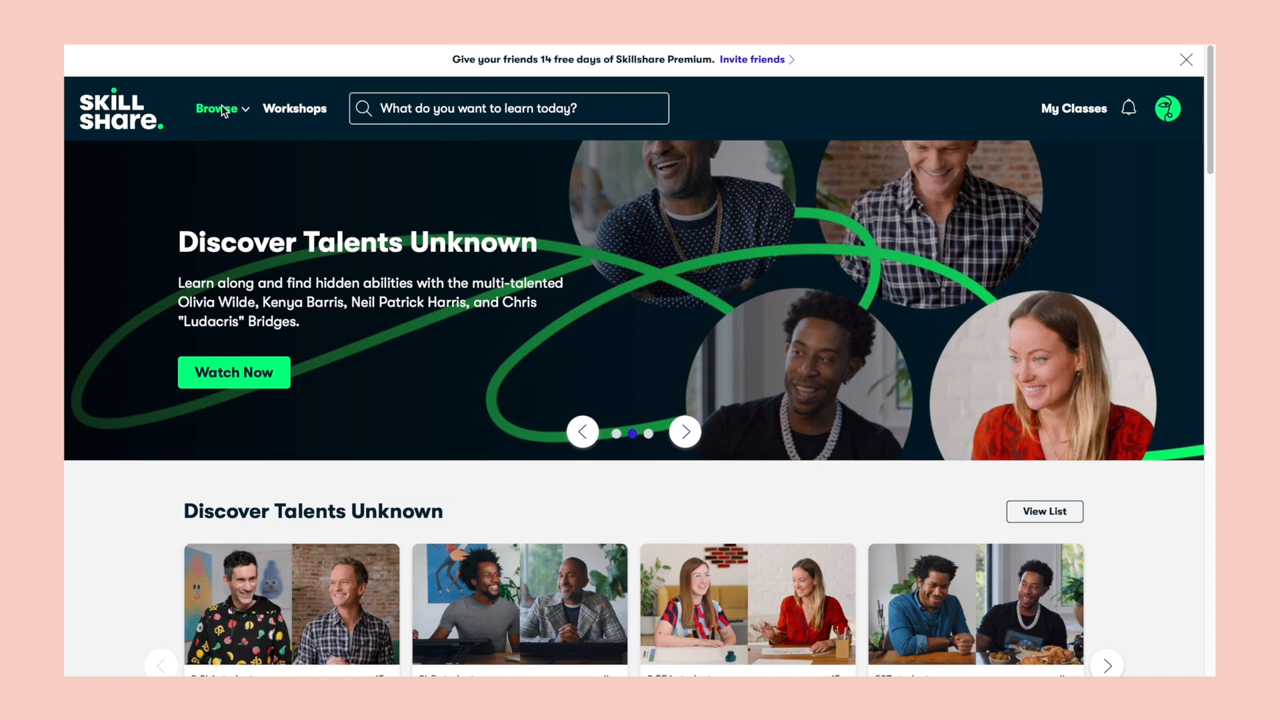 Give your friends 14 free days of Skillshare Premium. Invite friends
SKILL
SHARE.
Browse
Workshops
What do you want to learn today?
My Classes
Discover Talents Unknown
Learn along and find hidden abilities with the multi-talented
Olivia Wilde, Kenya Barris, Neil Patrick Harris, and Chris
"Ludacris" Bridges.
Watch Now
Discover Talents Unknown
View List